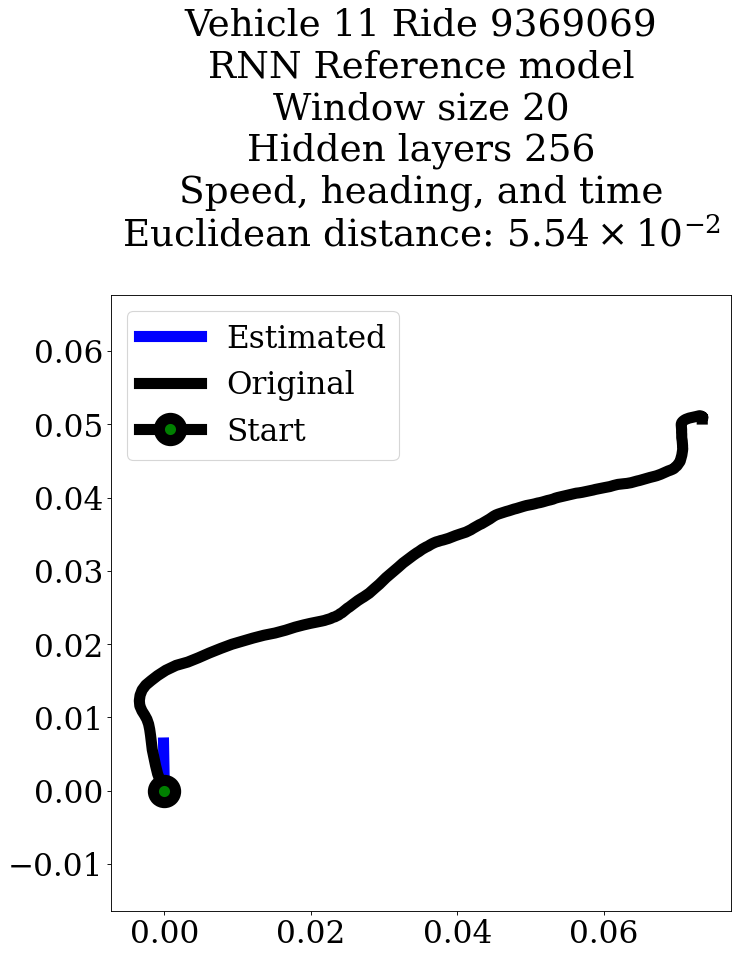 Vehicle 11 Ride 9369069
RNN Reference model
Window size 20
Hidden layers 256
Speed, heading, and time
Euclidean distance: 5.54 × 10⁻²
Estimated
Original
Start
0.06
0.05
0.04
0.03
0.02
0.01
0.00
−0.01
0.00 0.02 0.04 0.06